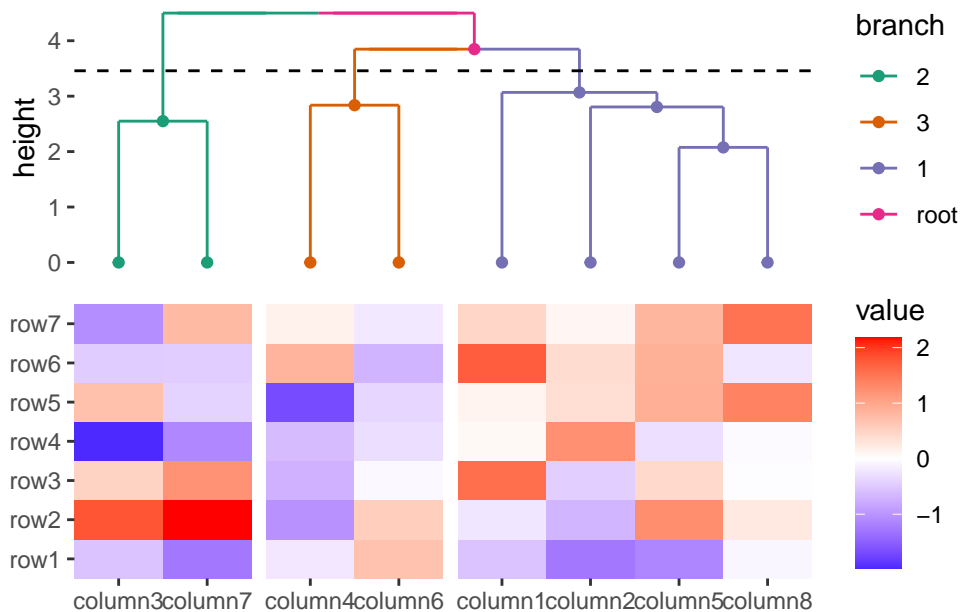 height
4
3
2
1
0
branch
2
3
1
root
row7
row6
row5
row4
row3
row2
row1
column3 column7 column4 column6 column1 column2 column5 column8
value
2
1
0
−1